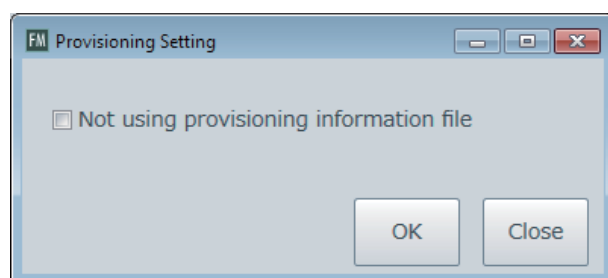 FM Provisioning Setting
Not using provisioning information file
OK Close